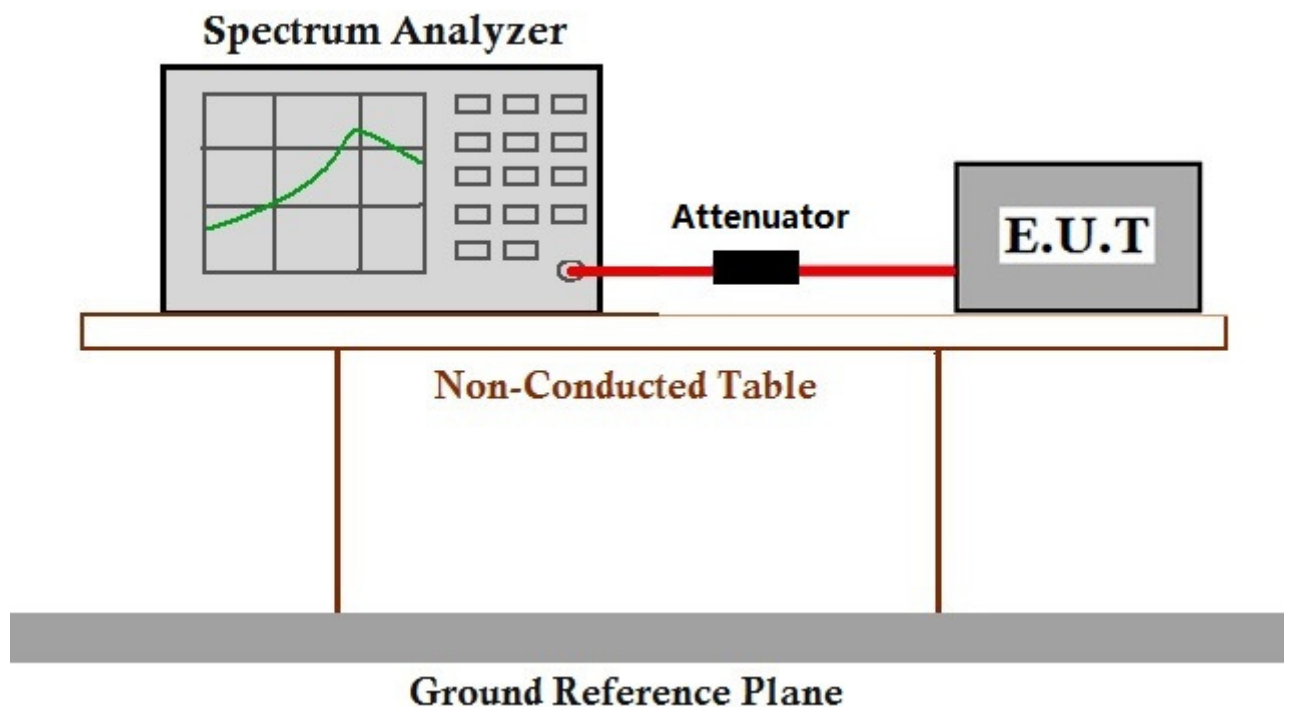 Spectrum Analyzer
Attenuator
E.U.T
Non-Conducted Table
Ground Reference Plane